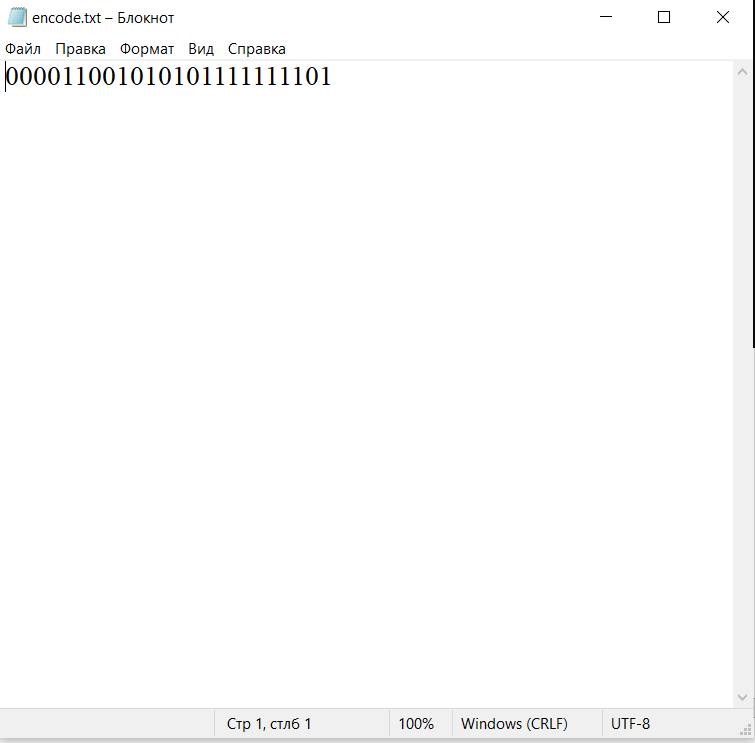 encode.txt – Блокнот
Файл Правка Формат Вид Справка
000011001010101111111101
Стр 1, стлб 1 100% Windows (CRLF) UTF-8